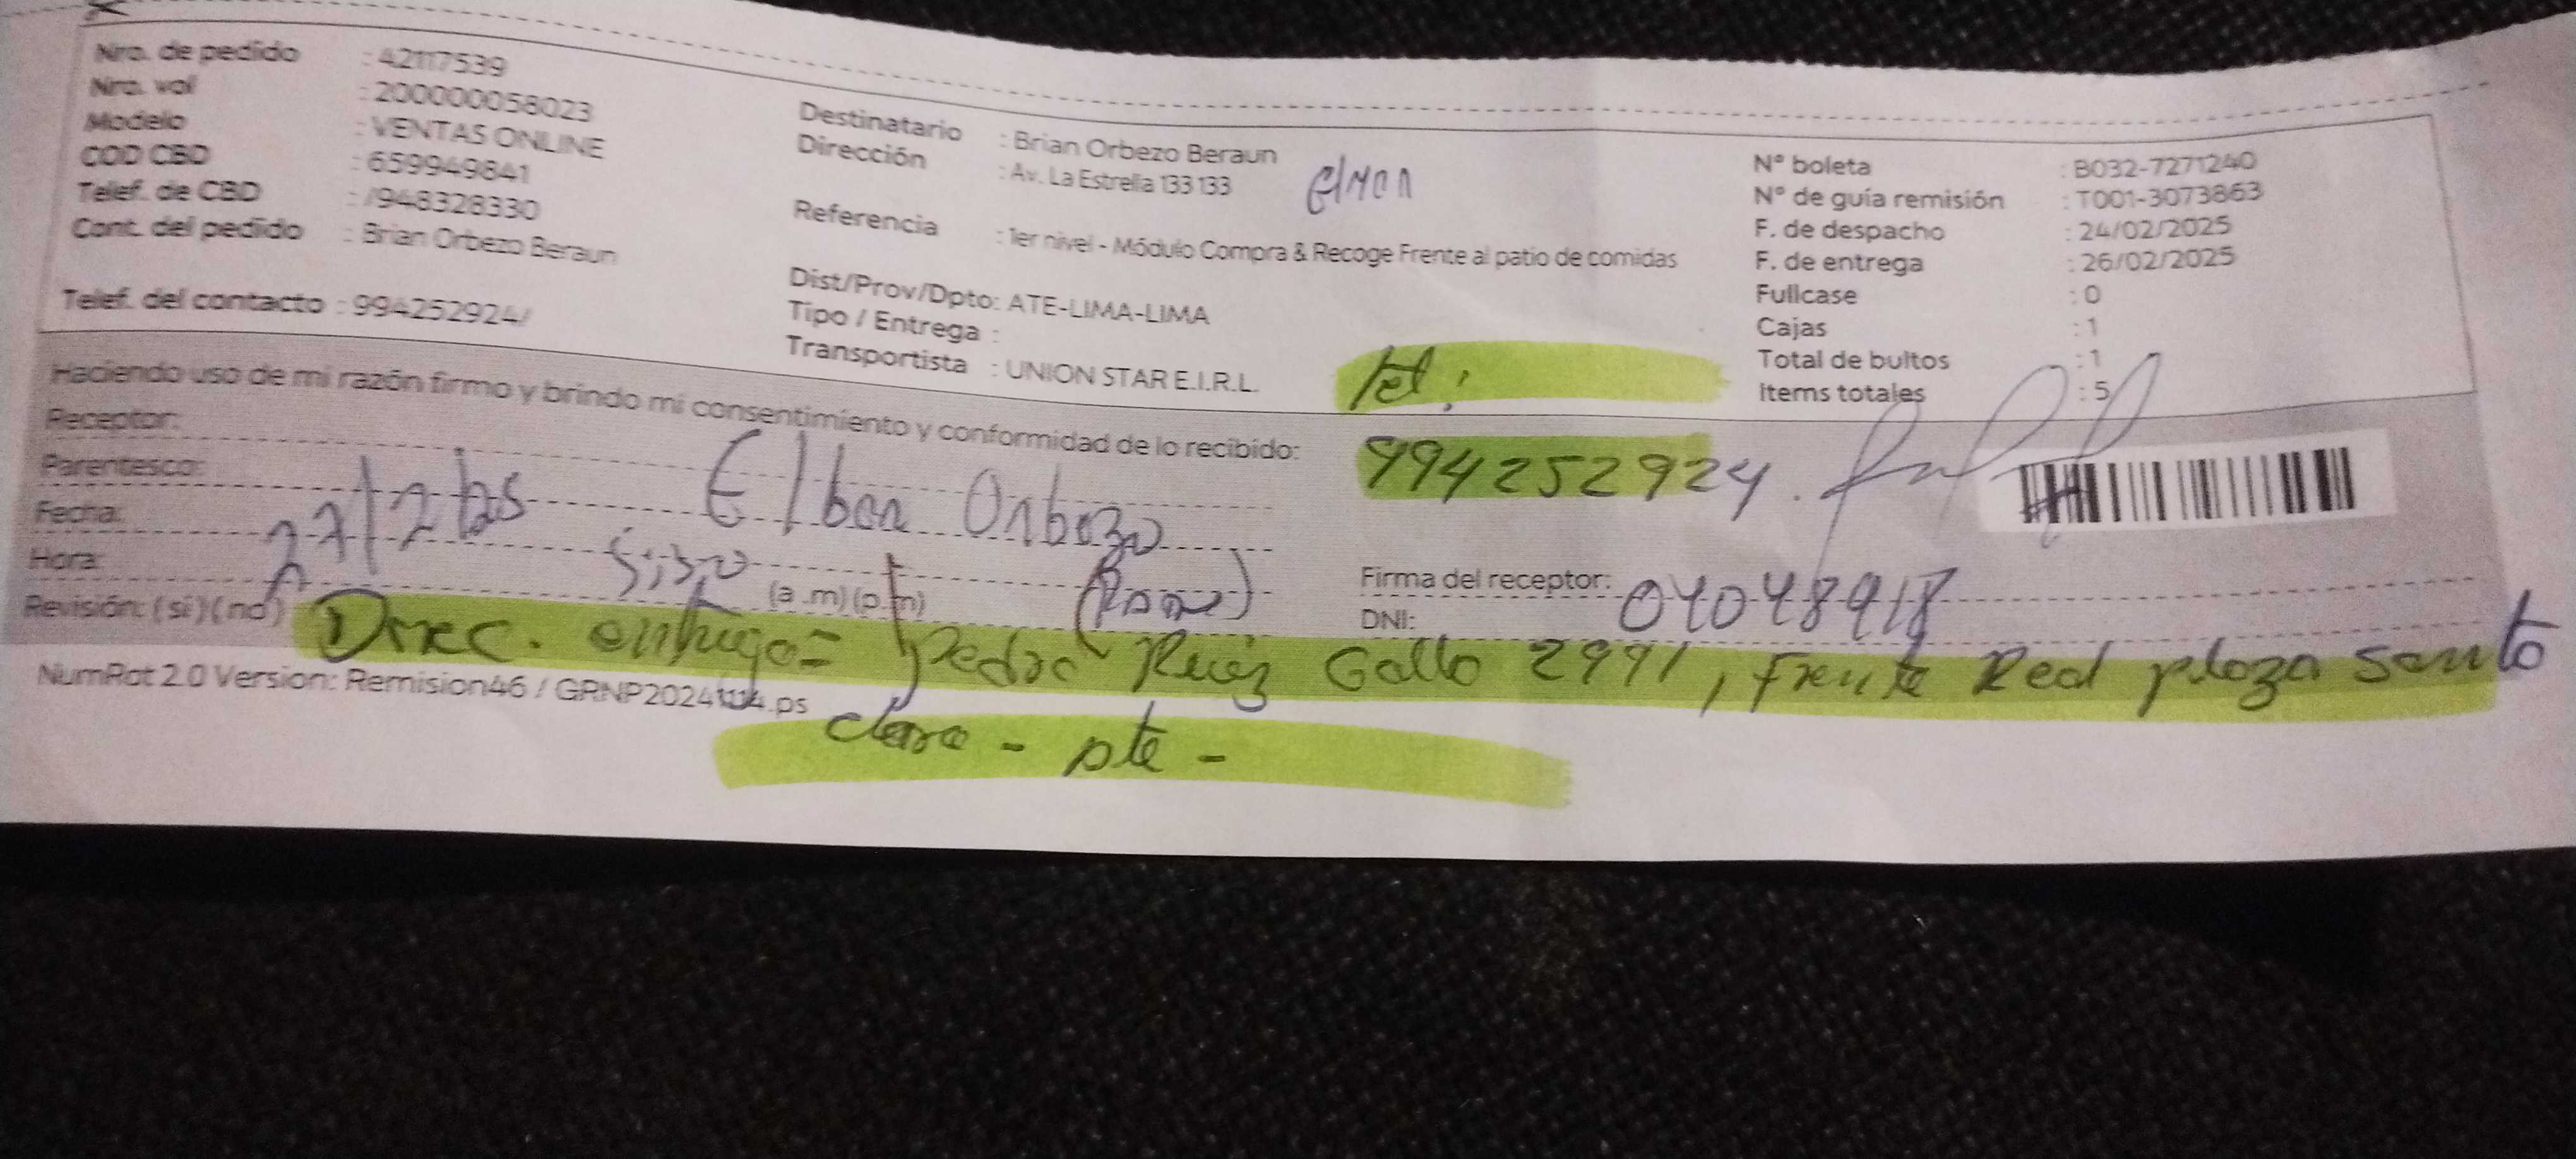 Nro. de pedido : 42117539
Nro. val : 200000058023
Modelo : VENTAS ONLINE
COD CBD : 659949841
Telef. de CBD : /948328330
Cont. del pedido : Brian Orbezo Beraun
Telef. del contacto : 994252924/
Destinatario : Brian Orbezo Beraun
Dirección : Av. La Estrella 133 133
Referencia : 1er nivel - Módulo Compra & Recoge Frente al patio de comidas
Dist/Prov/Dpto: ATE-LIMA-LIMA
Tipo / Entrega :
Transportista : UNION STAR E.I.R.L.
N° boleta : B032-7271240
N° de guía remisión : T001-3073863
F. de despacho : 24/02/2025
F. de entrega : 26/02/2025
Fullcase : 0
Cajas : 1
Total de bultos : 1
Items totales : 5
Tel:
994252924.
Haciendo uso de mi razón firmo y brindo mi consentimiento y conformidad de lo recibido:
Receptor:
Parentesco: Orbezo
Fecha: 27/2/25
Hora: 5:30 (a.m)(p.m)
Revisión: (si)(no)
Firma del receptor:
DNI: 04048918
Direc. entrega= Pedro Ruiz Gallo 2991, Frente Real plaza Santa
clara - ate -
NumRot 2.0 Version: Remision46 / GRNP20241114.ps